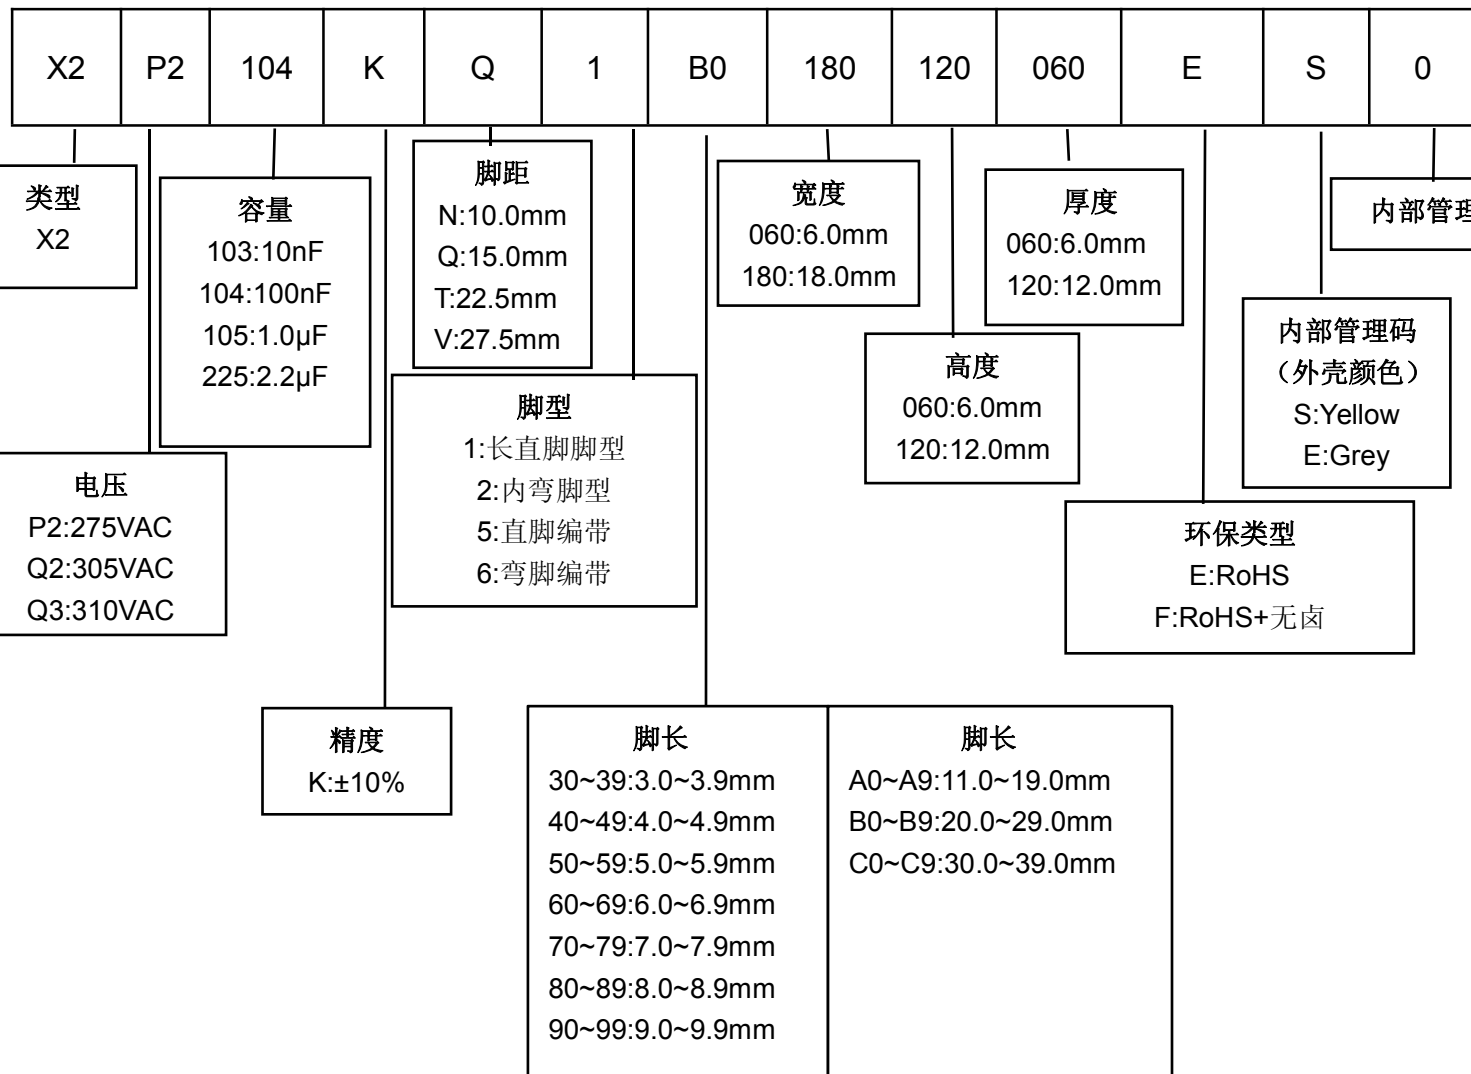 X2 P2 104 K Q 1 B0 180 120 060 E S 0
类型
X2
容量
103:10nF
104:100nF
105:1.0μF
225:2.2μF
脚距
N:10.0mm
Q:15.0mm
T:22.5mm
V:27.5mm
宽度
060:6.0mm
180:18.0mm
厚度
060:6.0mm
120:12.0mm
内部管理
高度
060:6.0mm
120:12.0mm
内部管理码
（外壳颜色）
S:Yellow
E:Grey
脚型
1:长直脚脚型
2:内弯脚型
5:直脚编带
6:弯脚编带
电压
P2:275VAC
Q2:305VAC
Q3:310VAC
环保类型
E:RoHS
F:RoHS+无卤
精度
K:±10%
脚长
30~39:3.0~3.9mm
40~49:4.0~4.9mm
50~59:5.0~5.9mm
60~69:6.0~6.9mm
70~79:7.0~7.9mm
80~89:8.0~8.9mm
90~99:9.0~9.9mm
脚长
A0~A9:11.0~19.0mm
B0~B9:20.0~29.0mm
C0~C9:30.0~39.0mm